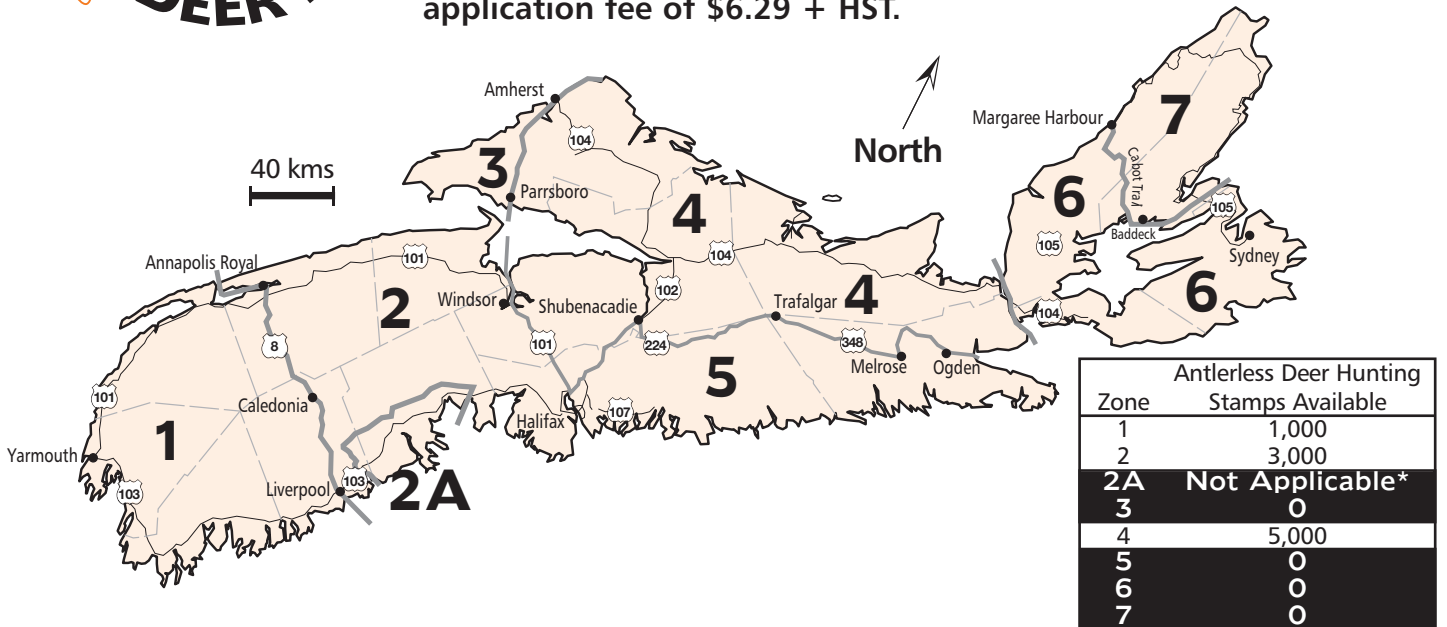 DEER
application fee of $6.29 + HST.
Amherst
104
Margaree Harbour
7
40 kms
North
3
Parrsboro
Cabot Trail
6
4
105
Baddeck
105
Sydney
Annapolis Royal
101
104
102
2
Windsor
Shubenacadie
Trafalgar
4
6
104
8
101
224
348
Melrose
Ogden
5
101
Caledonia
107
Halifax
1
Yarmouth
103
Liverpool
103
2A
Antlerless Deer Hunting
Zone Stamps Available
1 1,000
2 3,000
2A Not Applicable*
3 0
4 5,000
5 0
6 0
7 0